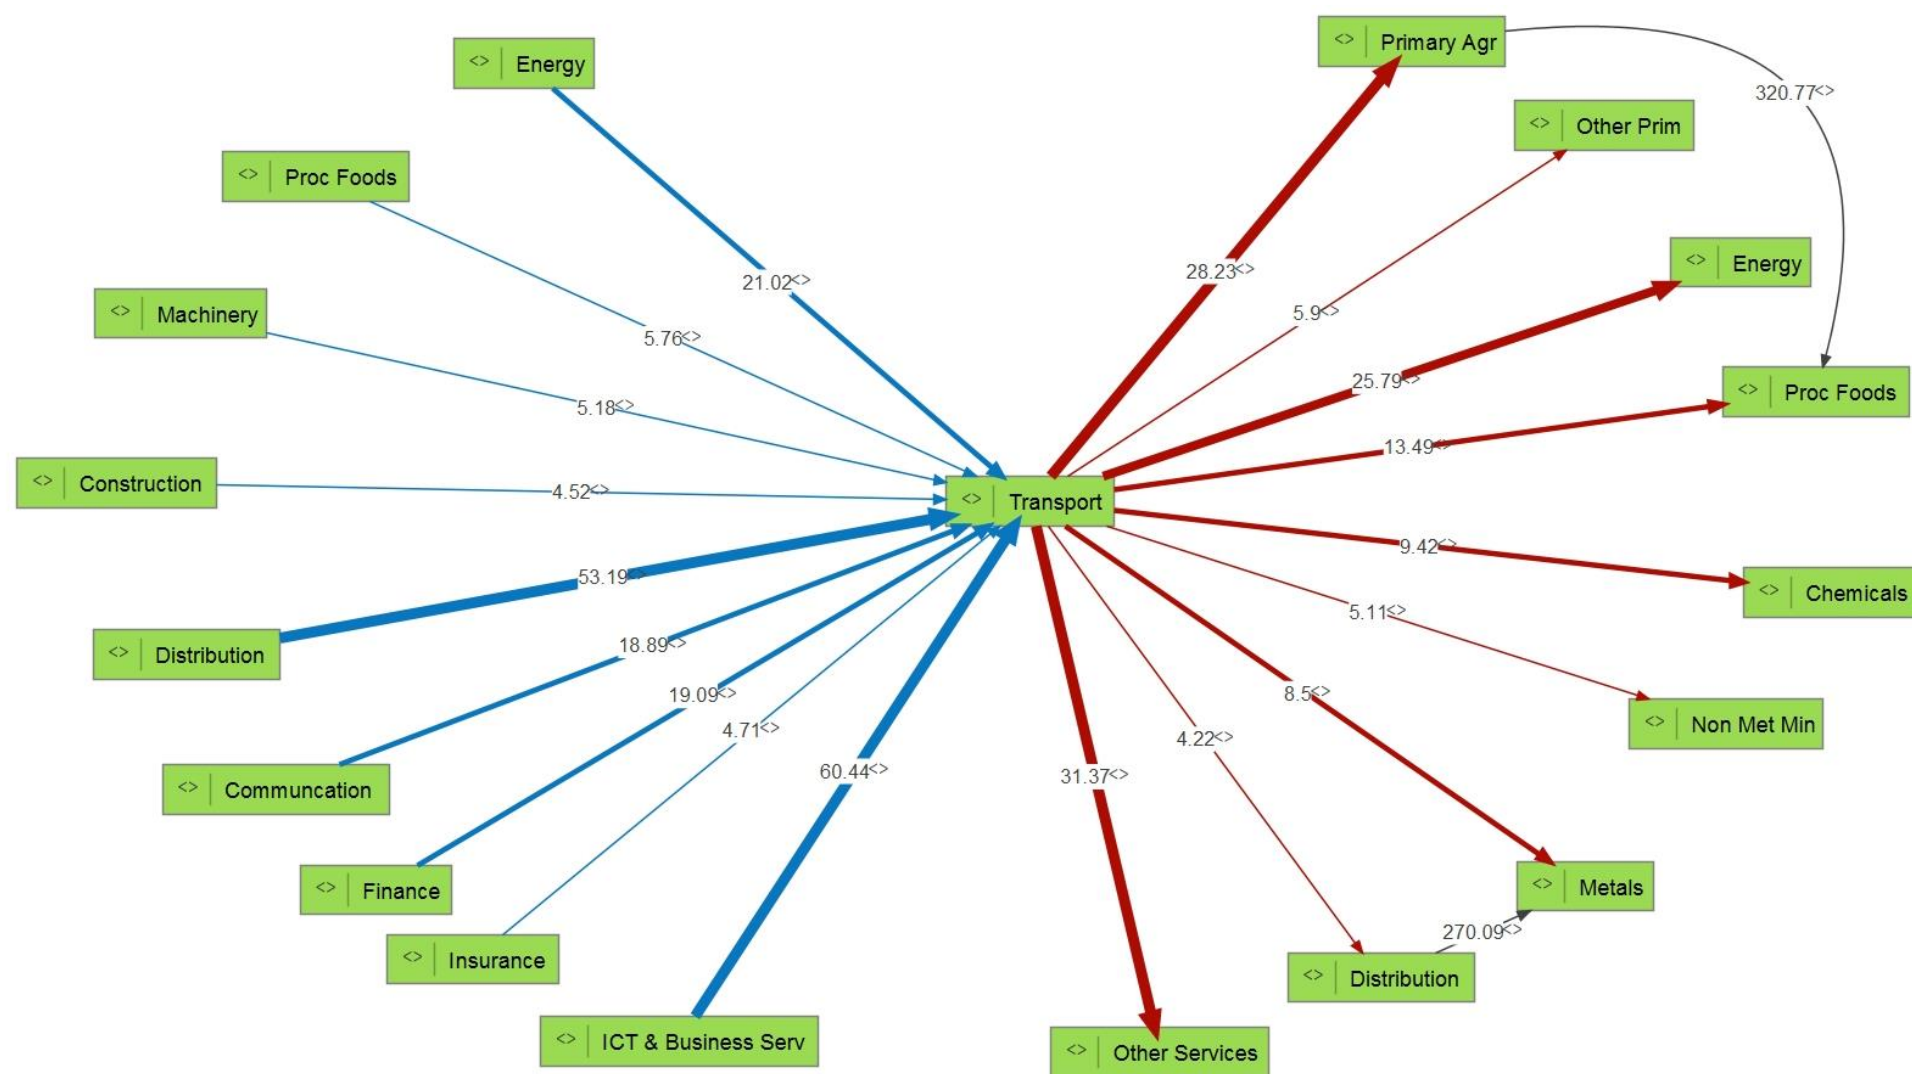 <> Energy
<> Primary Agr
320.77<>
<> Other Prim
<> Proc Foods
<> Energy
28.23<>
21.02<>
<> Machinery
5.9<>
5.76<>
25.79<>
<> Proc Foods
5.18<>
13.49<>
<> Construction
4.52<>
<> Transport
9.42<>
53.19<>
<> Chemicals
5.11<>
18.89<>
<> Distribution
19.09<>
8.5<>
<> Non Met Min
4.71<>
4.22<>
60.44<>
31.37<>
<> Communcation
<> Finance
<> Metals
270.09<>
<> Insurance
<> Distribution
<> ICT & Business Serv
<> Other Services